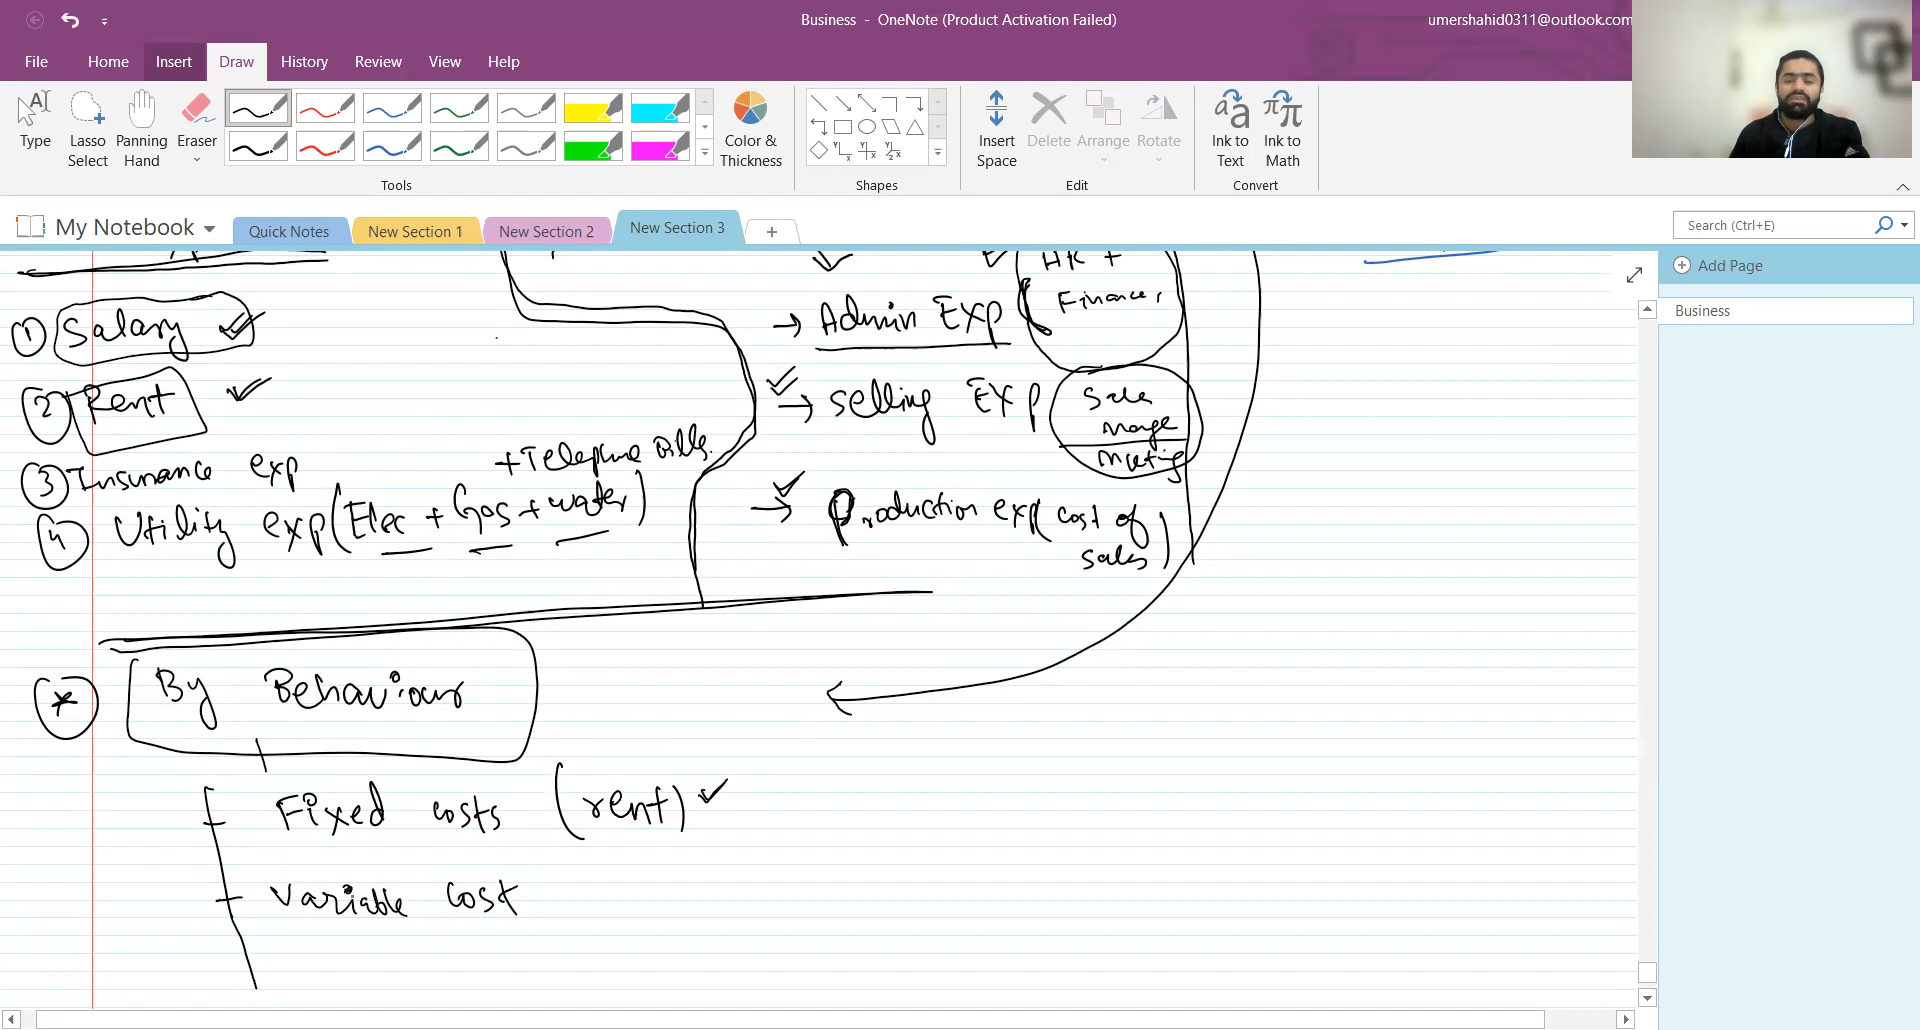 Business - OneNote (Product Activation Failed)
umershahid0311@outlook.com
File Home Insert Draw History Review View Help
Type
Lasso Select
Panning Hand
Eraser
Color & Thickness
Insert Space
Delete
Arrange
Rotate
Ink to Text
Ink to Math
Tools
Shapes
Edit
Convert
My Notebook
Quick Notes
New Section 1
New Section 2
New Section 3
Search (Ctrl+E)
Add Page
Business
HR +
Finance,
① Salary
→ Admin EXP
② Rent
→ Selling EXP
③ Insurance exp
+ Telephone Bills.
④ Utility exp (Elec + Gas + water)
→ Production exp (cost of
sales)
* By Behaviour
Fixed costs (rent)
Variable cost